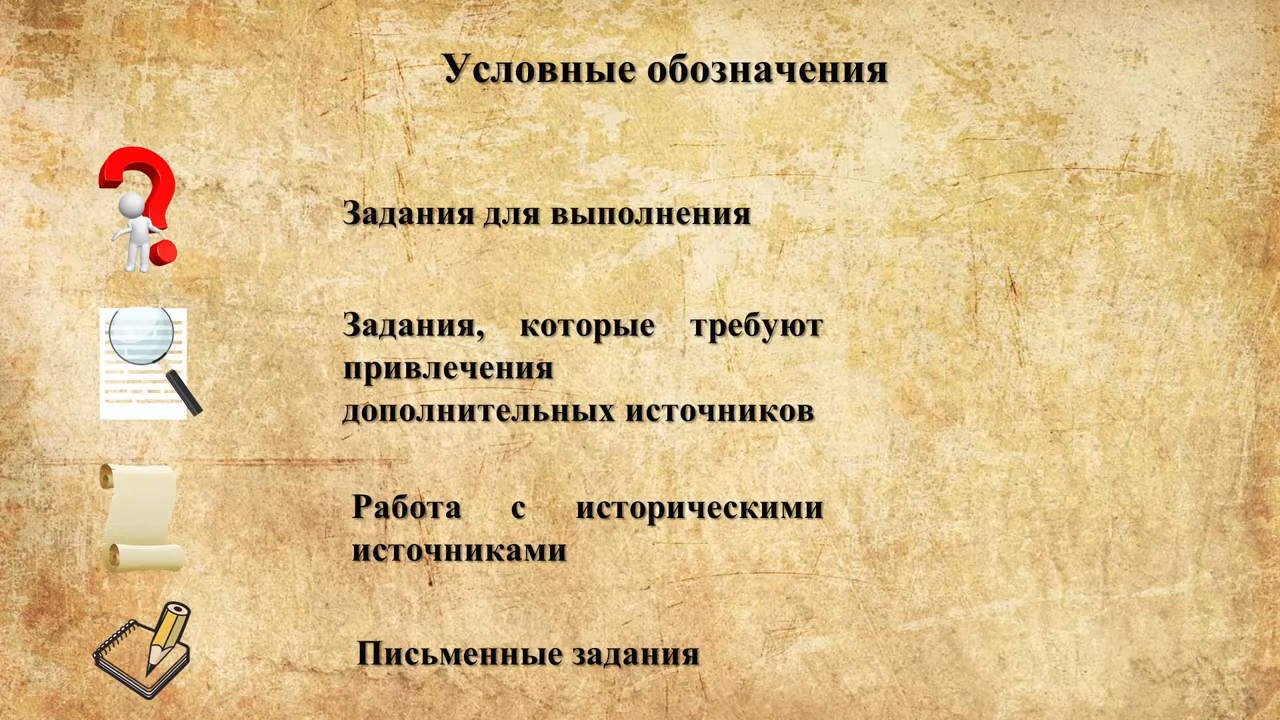 Условные обозначения
Задания для выполнения
Задания, которые требуют
привлечения
дополнительных источников
Работа с историческими
источниками
Письменные задания